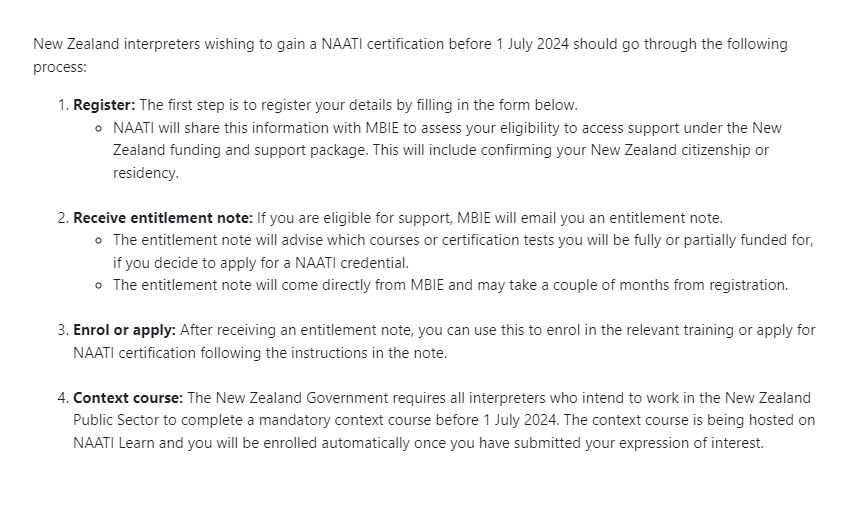 New Zealand interpreters wishing to gain a NAATI certification before 1 July 2024 should go through the following
process:
1. Register: The first step is to register your details by filling in the form below.
NAATI will share this information with MBIE to assess your eligibility to access support under the New
Zealand funding and support package. This will include confirming your New Zealand citizenship or
residency.
2. Receive entitlement note: If you are eligible for support, MBIE will email you an entitlement note.
The entitlement note will advise which courses or certification tests you will be fully or partially funded for,
if you decide to apply for a NAATI credential.
The entitlement note will come directly from MBIE and may take a couple of months from registration.
3. Enrol or apply: After receiving an entitlement note, you can use this to enrol in the relevant training or apply for
NAATI certification following the instructions in the note.
4. Context course: The New Zealand Government requires all interpreters who intend to work in the New Zealand
Public Sector to complete a mandatory context course before 1 July 2024. The context course is being hosted on
NAATI Learn and you will be enrolled automatically once you have submitted your expression of interest.